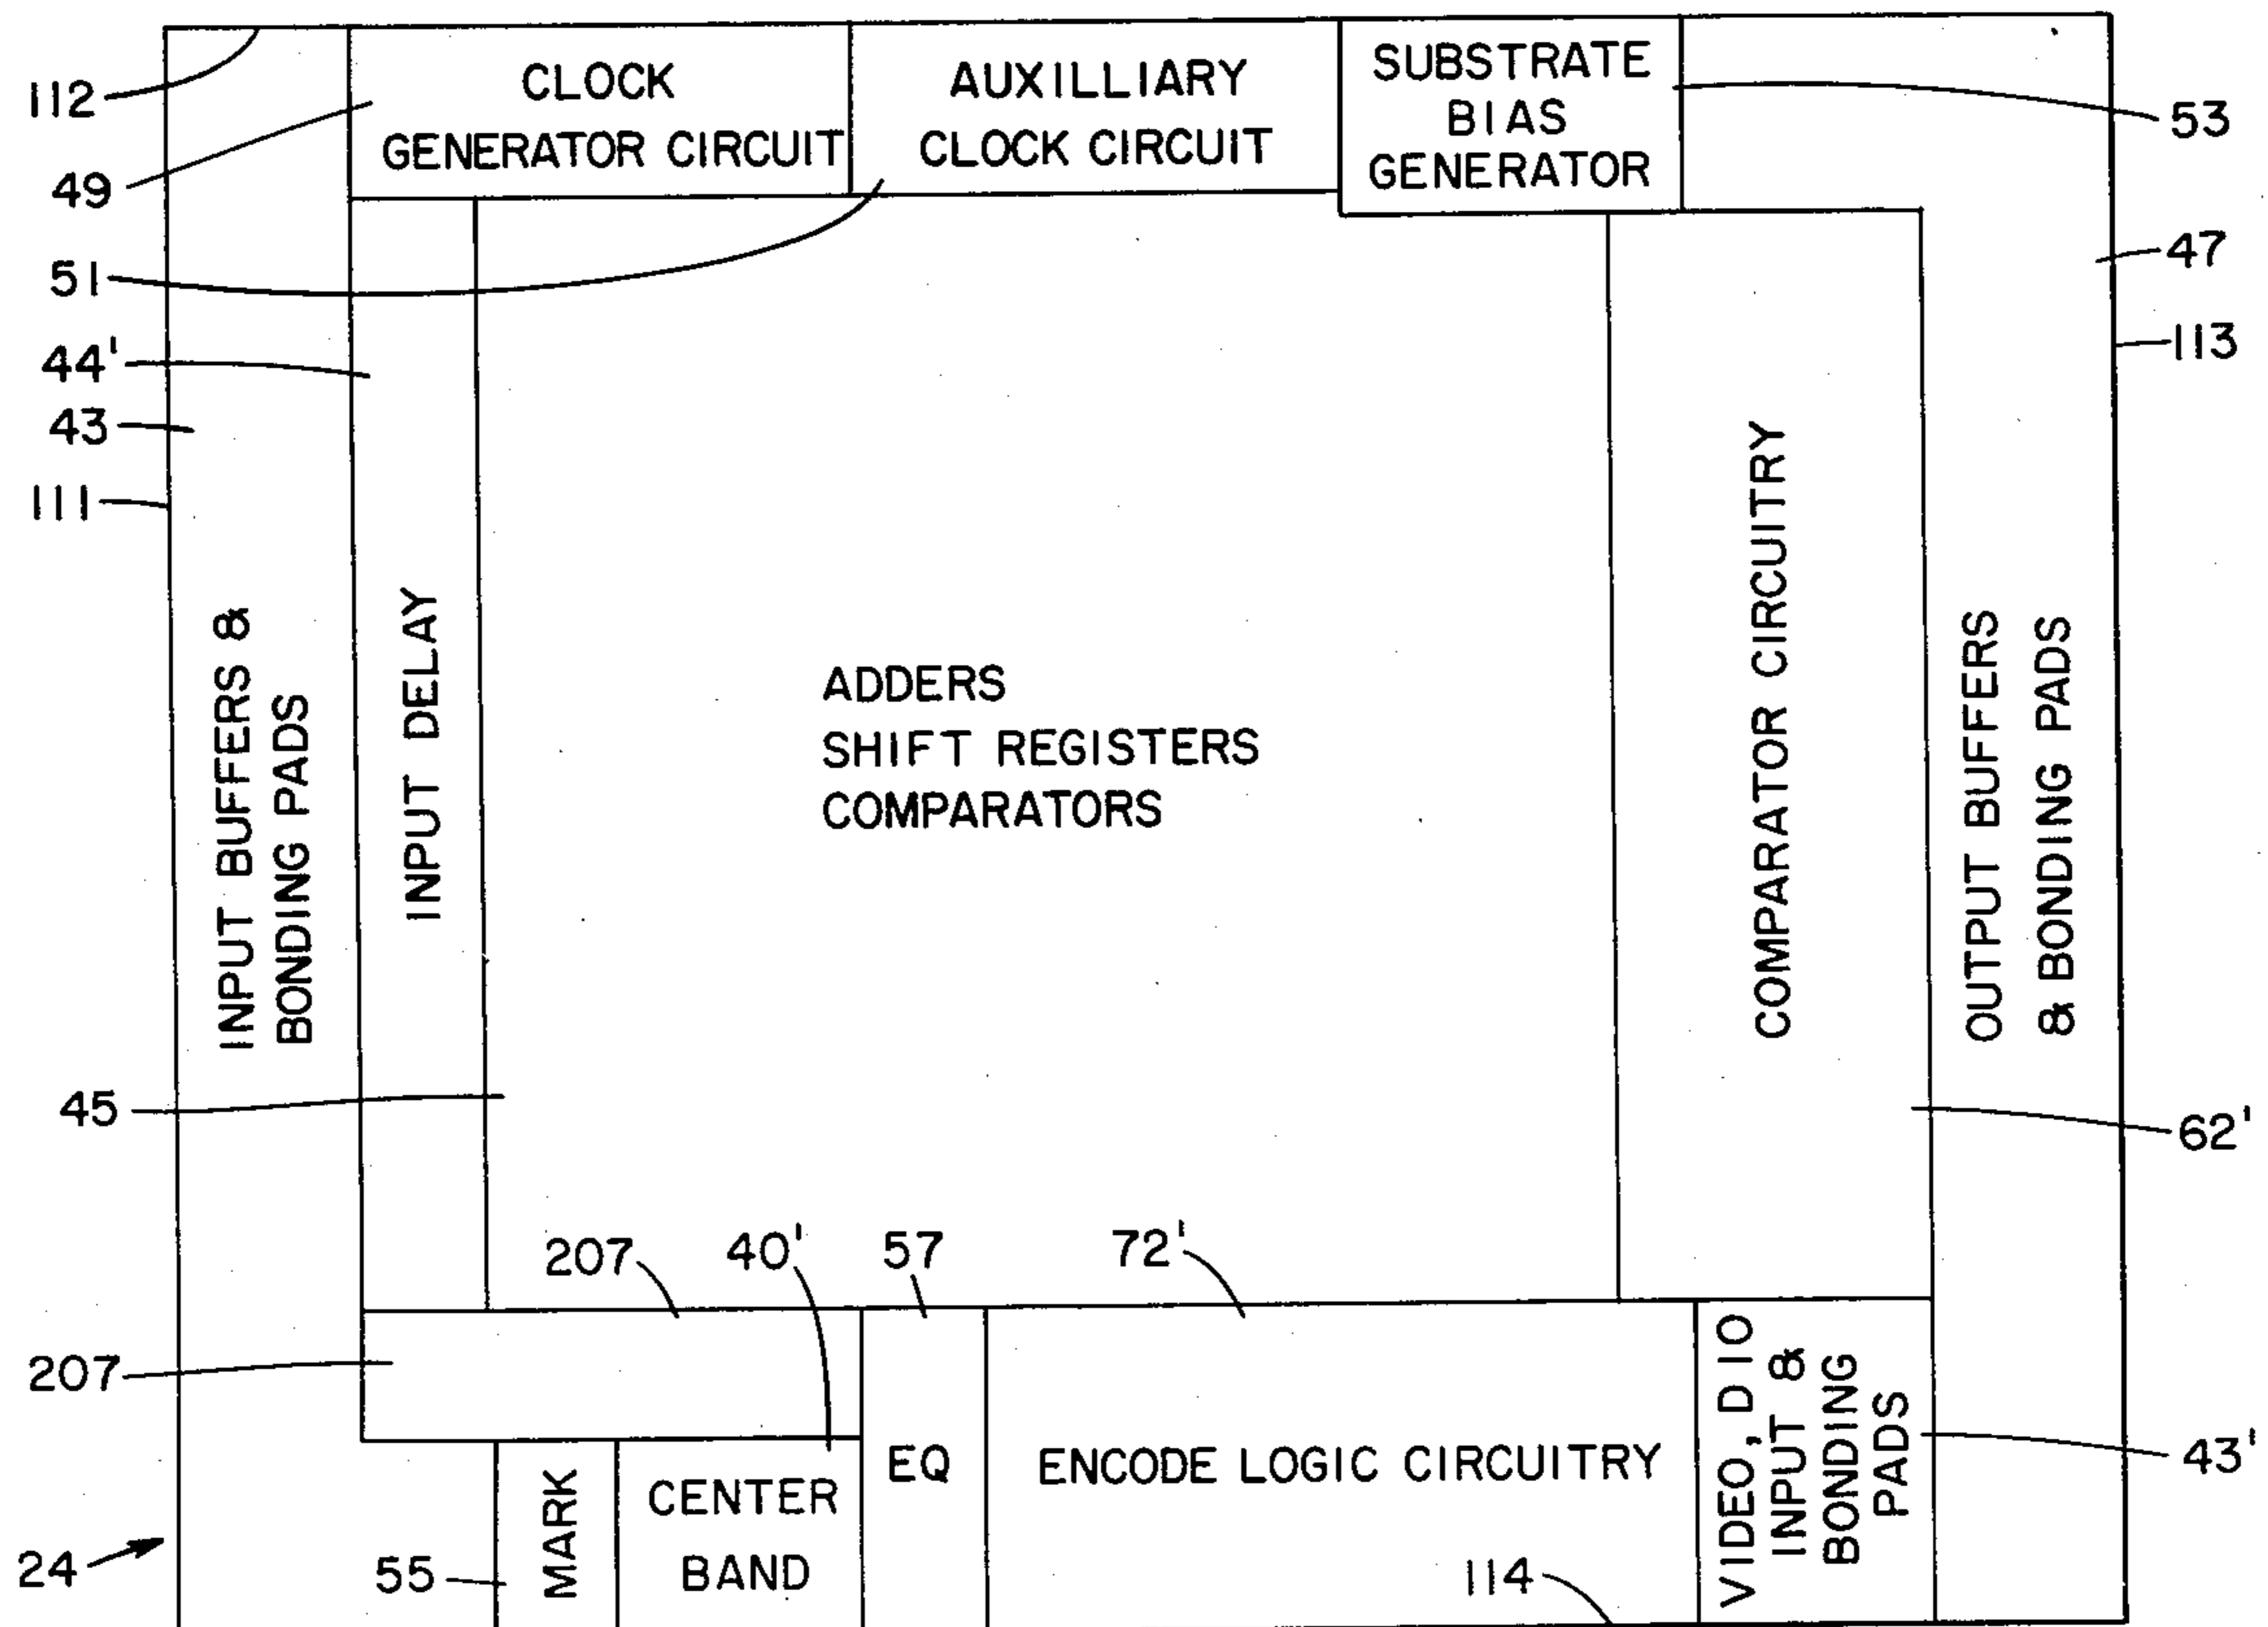 112
49
51
44'
43
111
45
207
24
CLOCK
GENERATOR CIRCUIT
AUXILLIARY
CLOCK CIRCUIT
SUBSTRATE
BIAS
GENERATOR
53
47
113
62'
43'
INPUT BUFFERS &
BONDING PADS
INPUT DELAY
ADDERS
SHIFT REGISTERS
COMPARATORS
COMPARATOR CIRCUITRY
OUTPUT BUFFERS
& BONDING PADS
207
40'
57
72'
55
MARK
CENTER
BAND
EQ
ENCODE LOGIC CIRCUITRY
114
VIDEO, D IO
INPUT &
BONDING
PADS